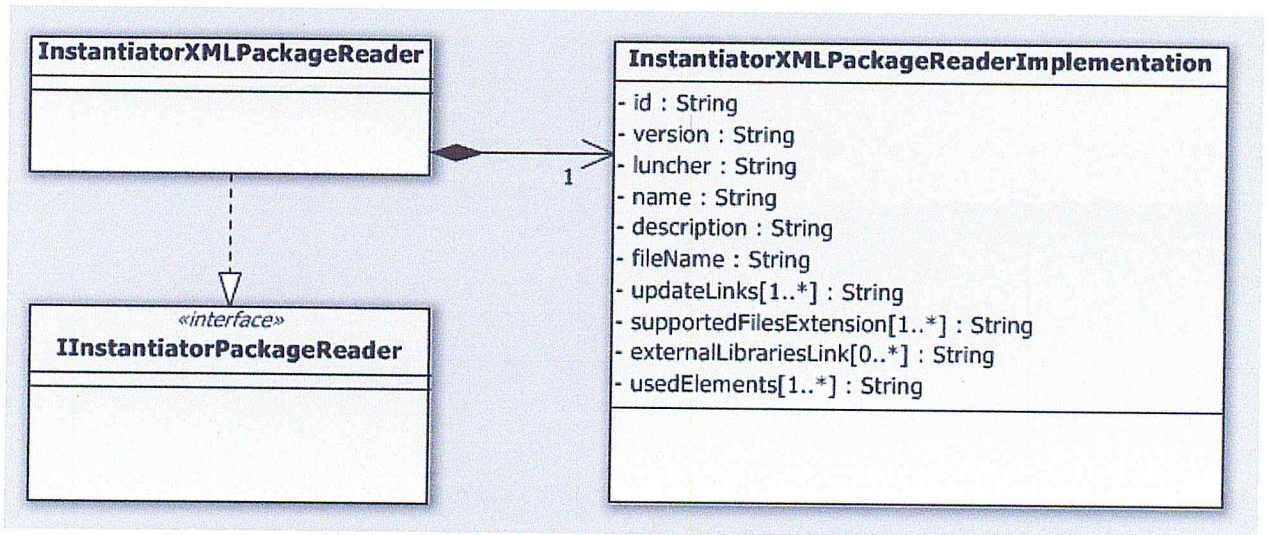 InstantiatorXMLPackageReader
1
«interface»
IInstantiatorPackageReader
InstantiatorXMLPackageReaderImplementation
- id : String
- version : String
- luncher : String
- name : String
- description : String
- fileName : String
- updateLinks[1..*] : String
- supportedFilesExtension[1..*] : String
- externalLibrariesLink[0..*] : String
- usedElements[1..*] : String